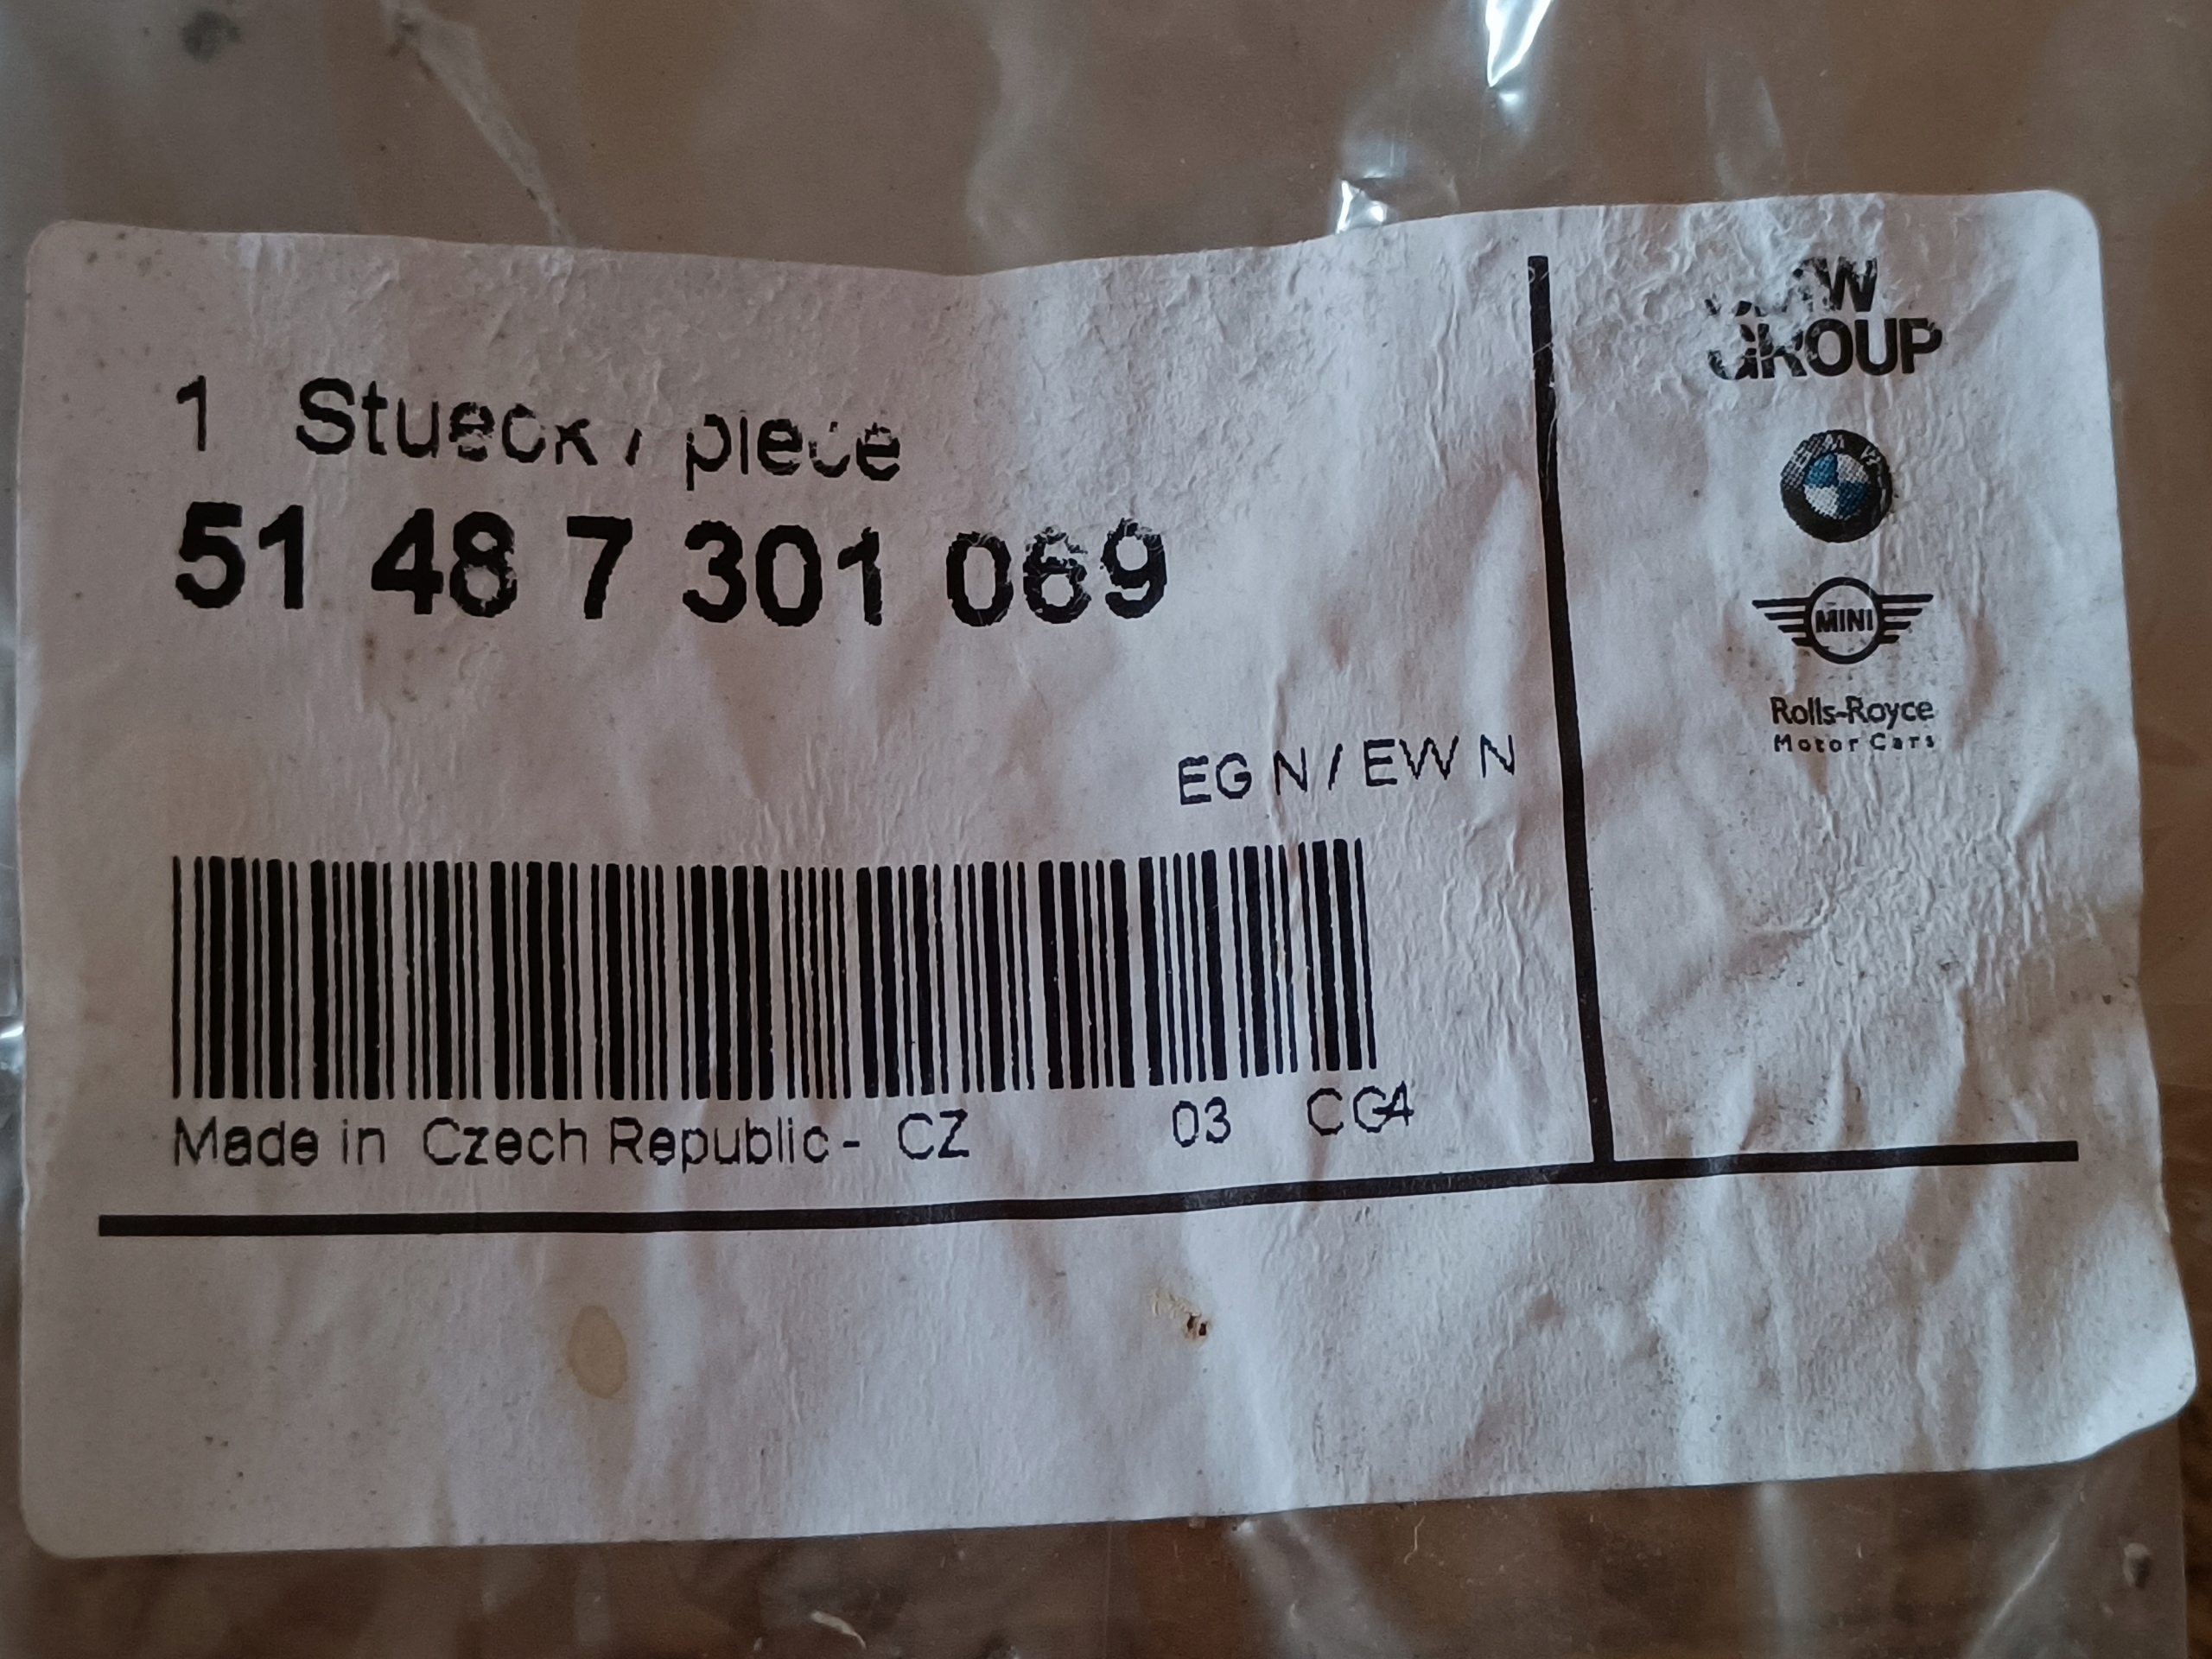 1 Stueck / piece
51 48 7 301 069
EG N / EW N
Made in Czech Republic - CZ 03 CG4
BMW
GROUP
MINI
Rolls-Royce
Motor Cars